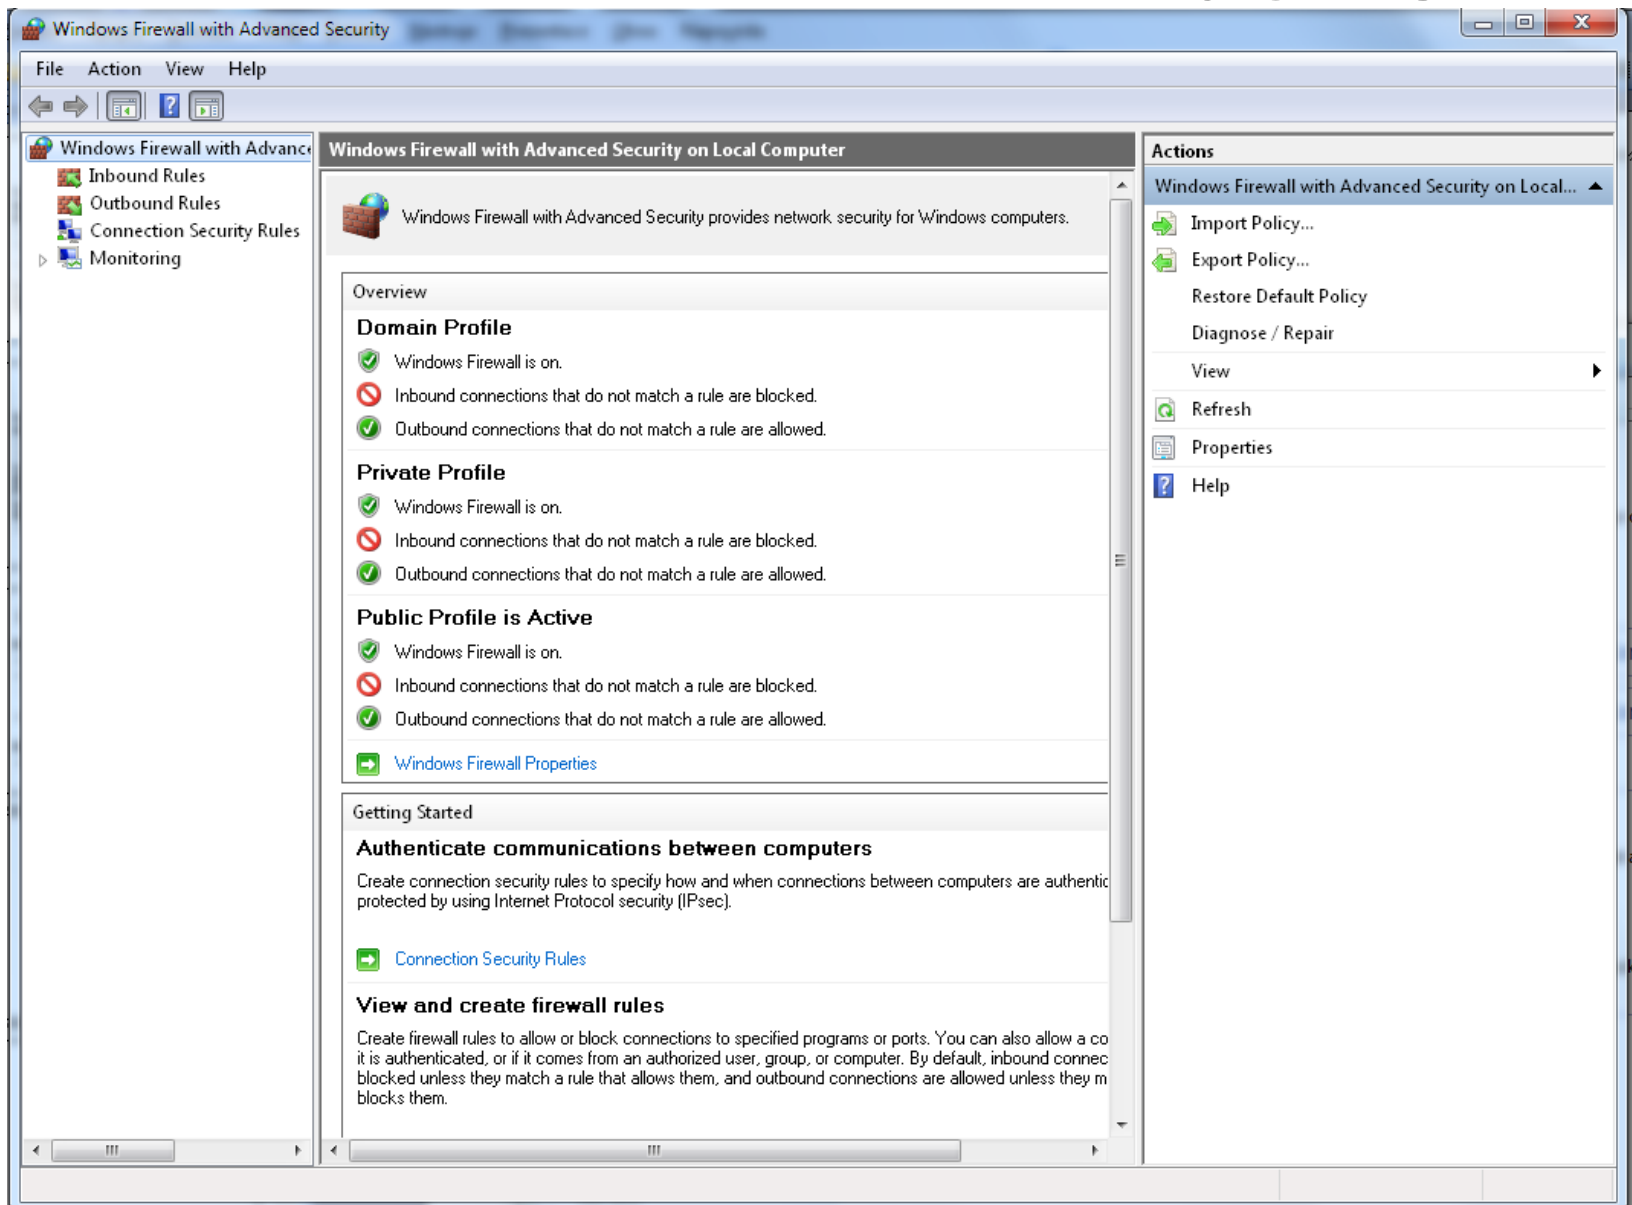 Windows Firewall with Advanced Security
File Action View Help
Windows Firewall with Advance
Inbound Rules
Outbound Rules
Connection Security Rules
Monitoring
Windows Firewall with Advanced Security on Local Computer
Windows Firewall with Advanced Security provides network security for Windows computers.
Overview
Domain Profile
Windows Firewall is on.
Inbound connections that do not match a rule are blocked.
Outbound connections that do not match a rule are allowed.
Private Profile
Windows Firewall is on.
Inbound connections that do not match a rule are blocked.
Outbound connections that do not match a rule are allowed.
Public Profile is Active
Windows Firewall is on.
Inbound connections that do not match a rule are blocked.
Outbound connections that do not match a rule are allowed.
Windows Firewall Properties
Getting Started
Authenticate communications between computers
Create connection security rules to specify how and when connections between computers are authentic
protected by using Internet Protocol security (IPsec).
Connection Security Rules
View and create firewall rules
Create firewall rules to allow or block connections to specified programs or ports. You can also allow a co
it is authenticated, or if it comes from an authorized user, group, or computer. By default, inbound connec
blocked unless they match a rule that allows them, and outbound connections are allowed unless they m
blocks them.
Actions
Windows Firewall with Advanced Security on Local...
Import Policy...
Export Policy...
Restore Default Policy
Diagnose / Repair
View
Refresh
Properties
Help